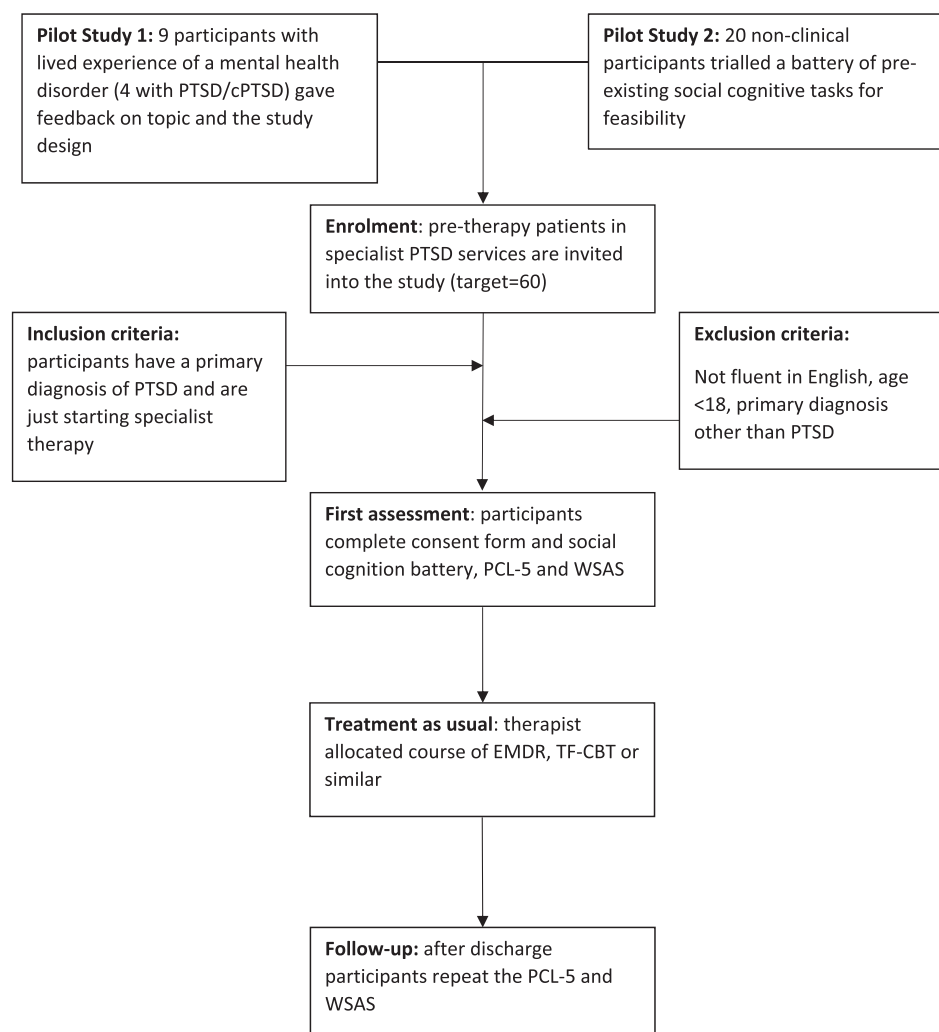 Pilot Study 1: 9 participants with
lived experience of a mental health
disorder (4 with PTSD/cPTSD) gave
feedback on topic and the study
design
Pilot Study 2: 20 non-clinical
participants trialled a battery of pre-
existing social cognitive tasks for
feasibility
Enrolment: pre-therapy patients in
specialist PTSD services are invited
into the study (target=60)
Inclusion criteria:
participants have a primary
diagnosis of PTSD and are
just starting specialist
therapy
Exclusion criteria:
Not fluent in English, age
<18, primary diagnosis
other than PTSD
First assessment: participants
complete consent form and social
cognition battery, PCL-5 and WSAS
Treatment as usual: therapist
allocated course of EMDR, TF-CBT or
similar
Follow-up: after discharge
participants repeat the PCL-5 and
WSAS